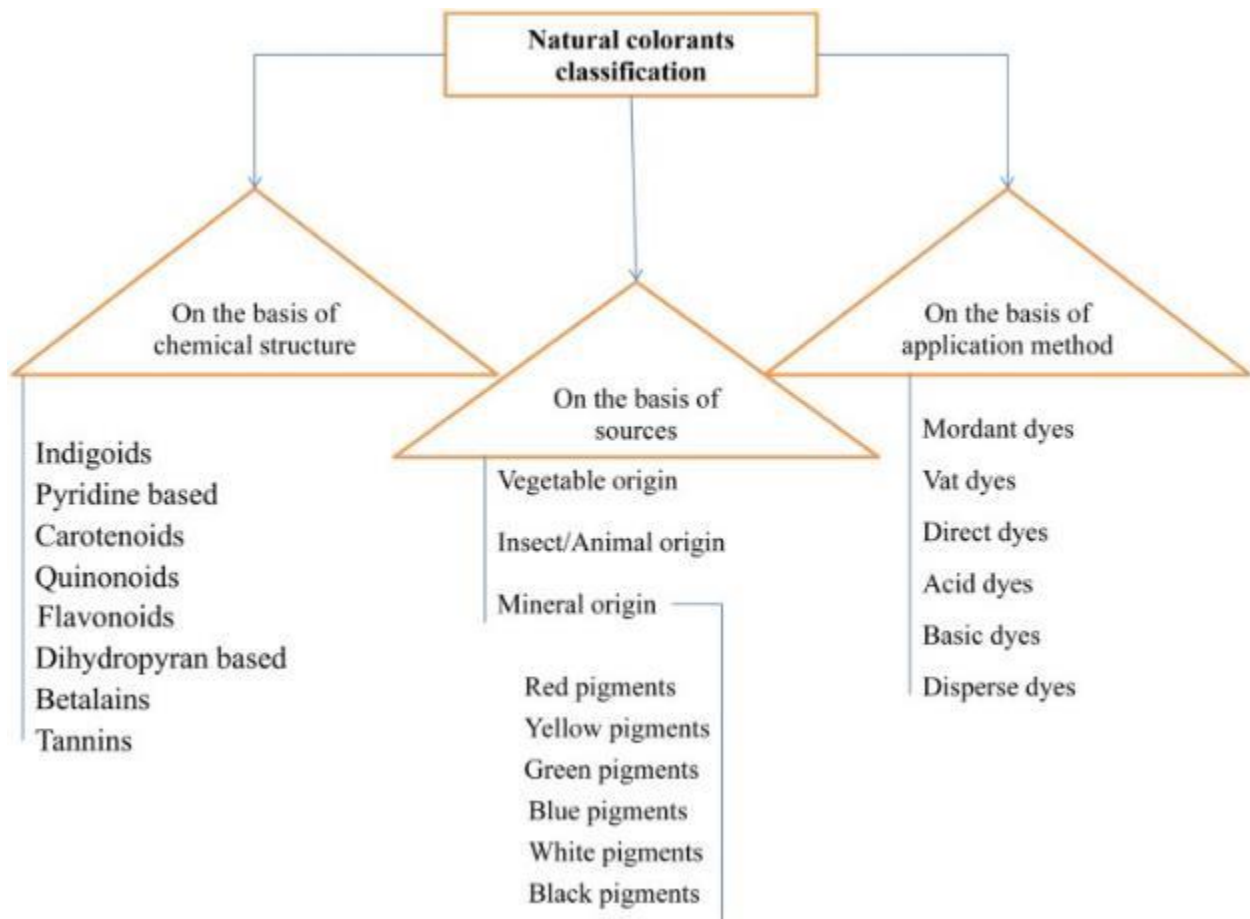 Natural colorants
classification
On the basis of
chemical structure
Indigoids
Pyridine based
Carotenoids
Quinonoids
Flavonoids
Dihydropyran based
Betalains
Tannins
On the basis of
sources
Vegetable origin
Insect/Animal origin
Mineral origin
Red pigments
Yellow pigments
Green pigments
Blue pigments
White pigments
Black pigments
On the basis of
application method
Mordant dyes
Vat dyes
Direct dyes
Acid dyes
Basic dyes
Disperse dyes